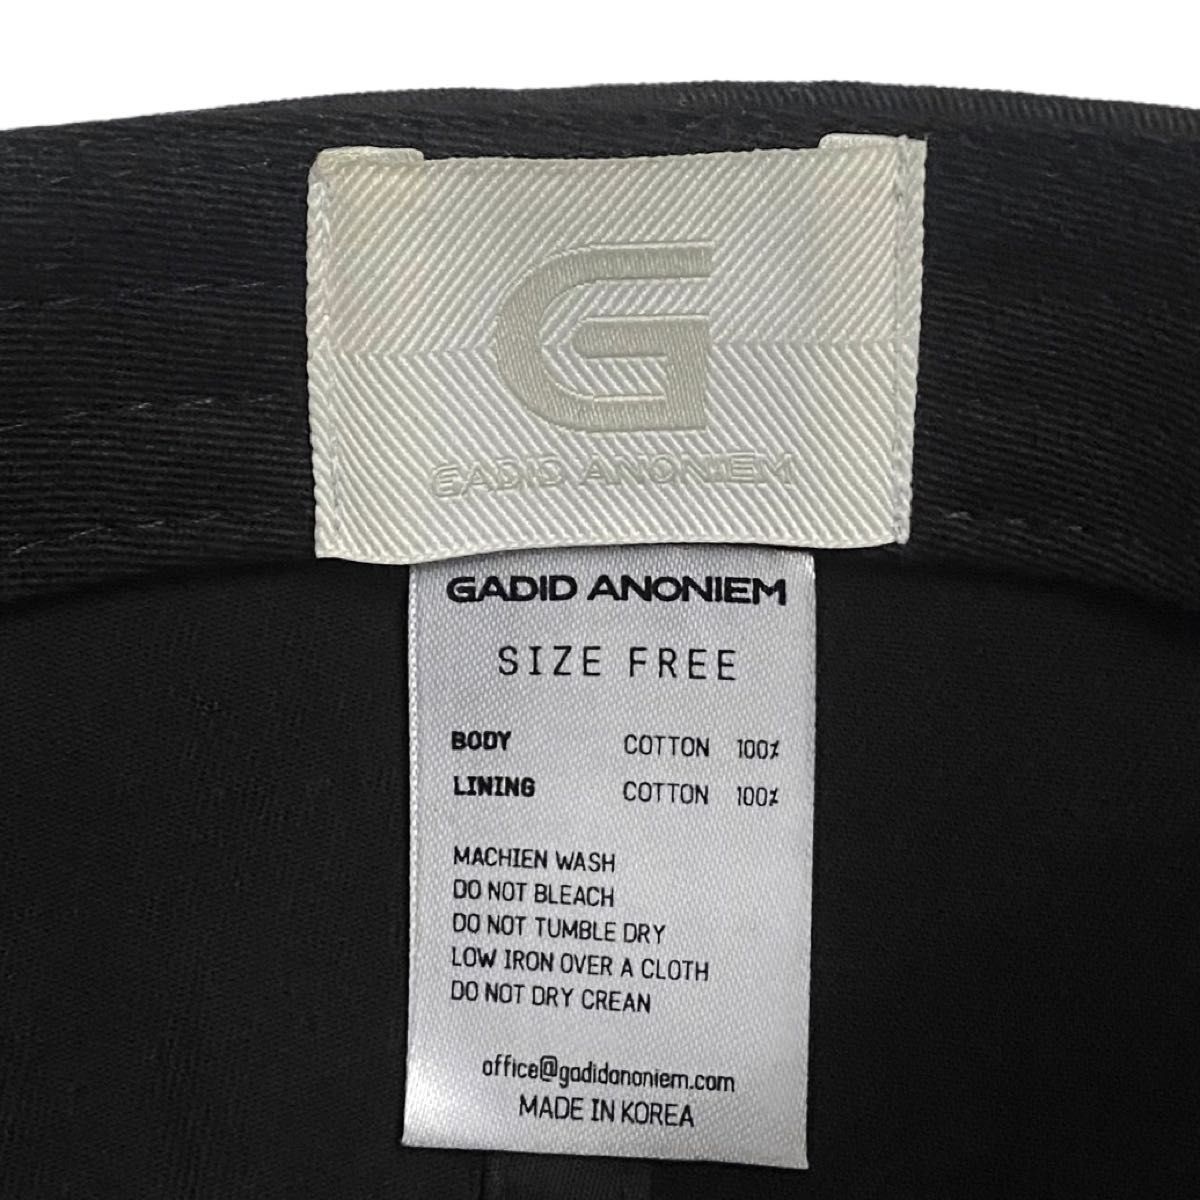 G
GADID ANONIEM
GADID ANONIEM
SIZE FREE
BODY COTTON 100%
LINING COTTON 100%
MACHIEN WASH
DO NOT BLEACH
DO NOT TUMBLE DRY
LOW IRON OVER A CLOTH
DO NOT DRY CREAN
office@gadidanoniem.com
MADE IN KOREA